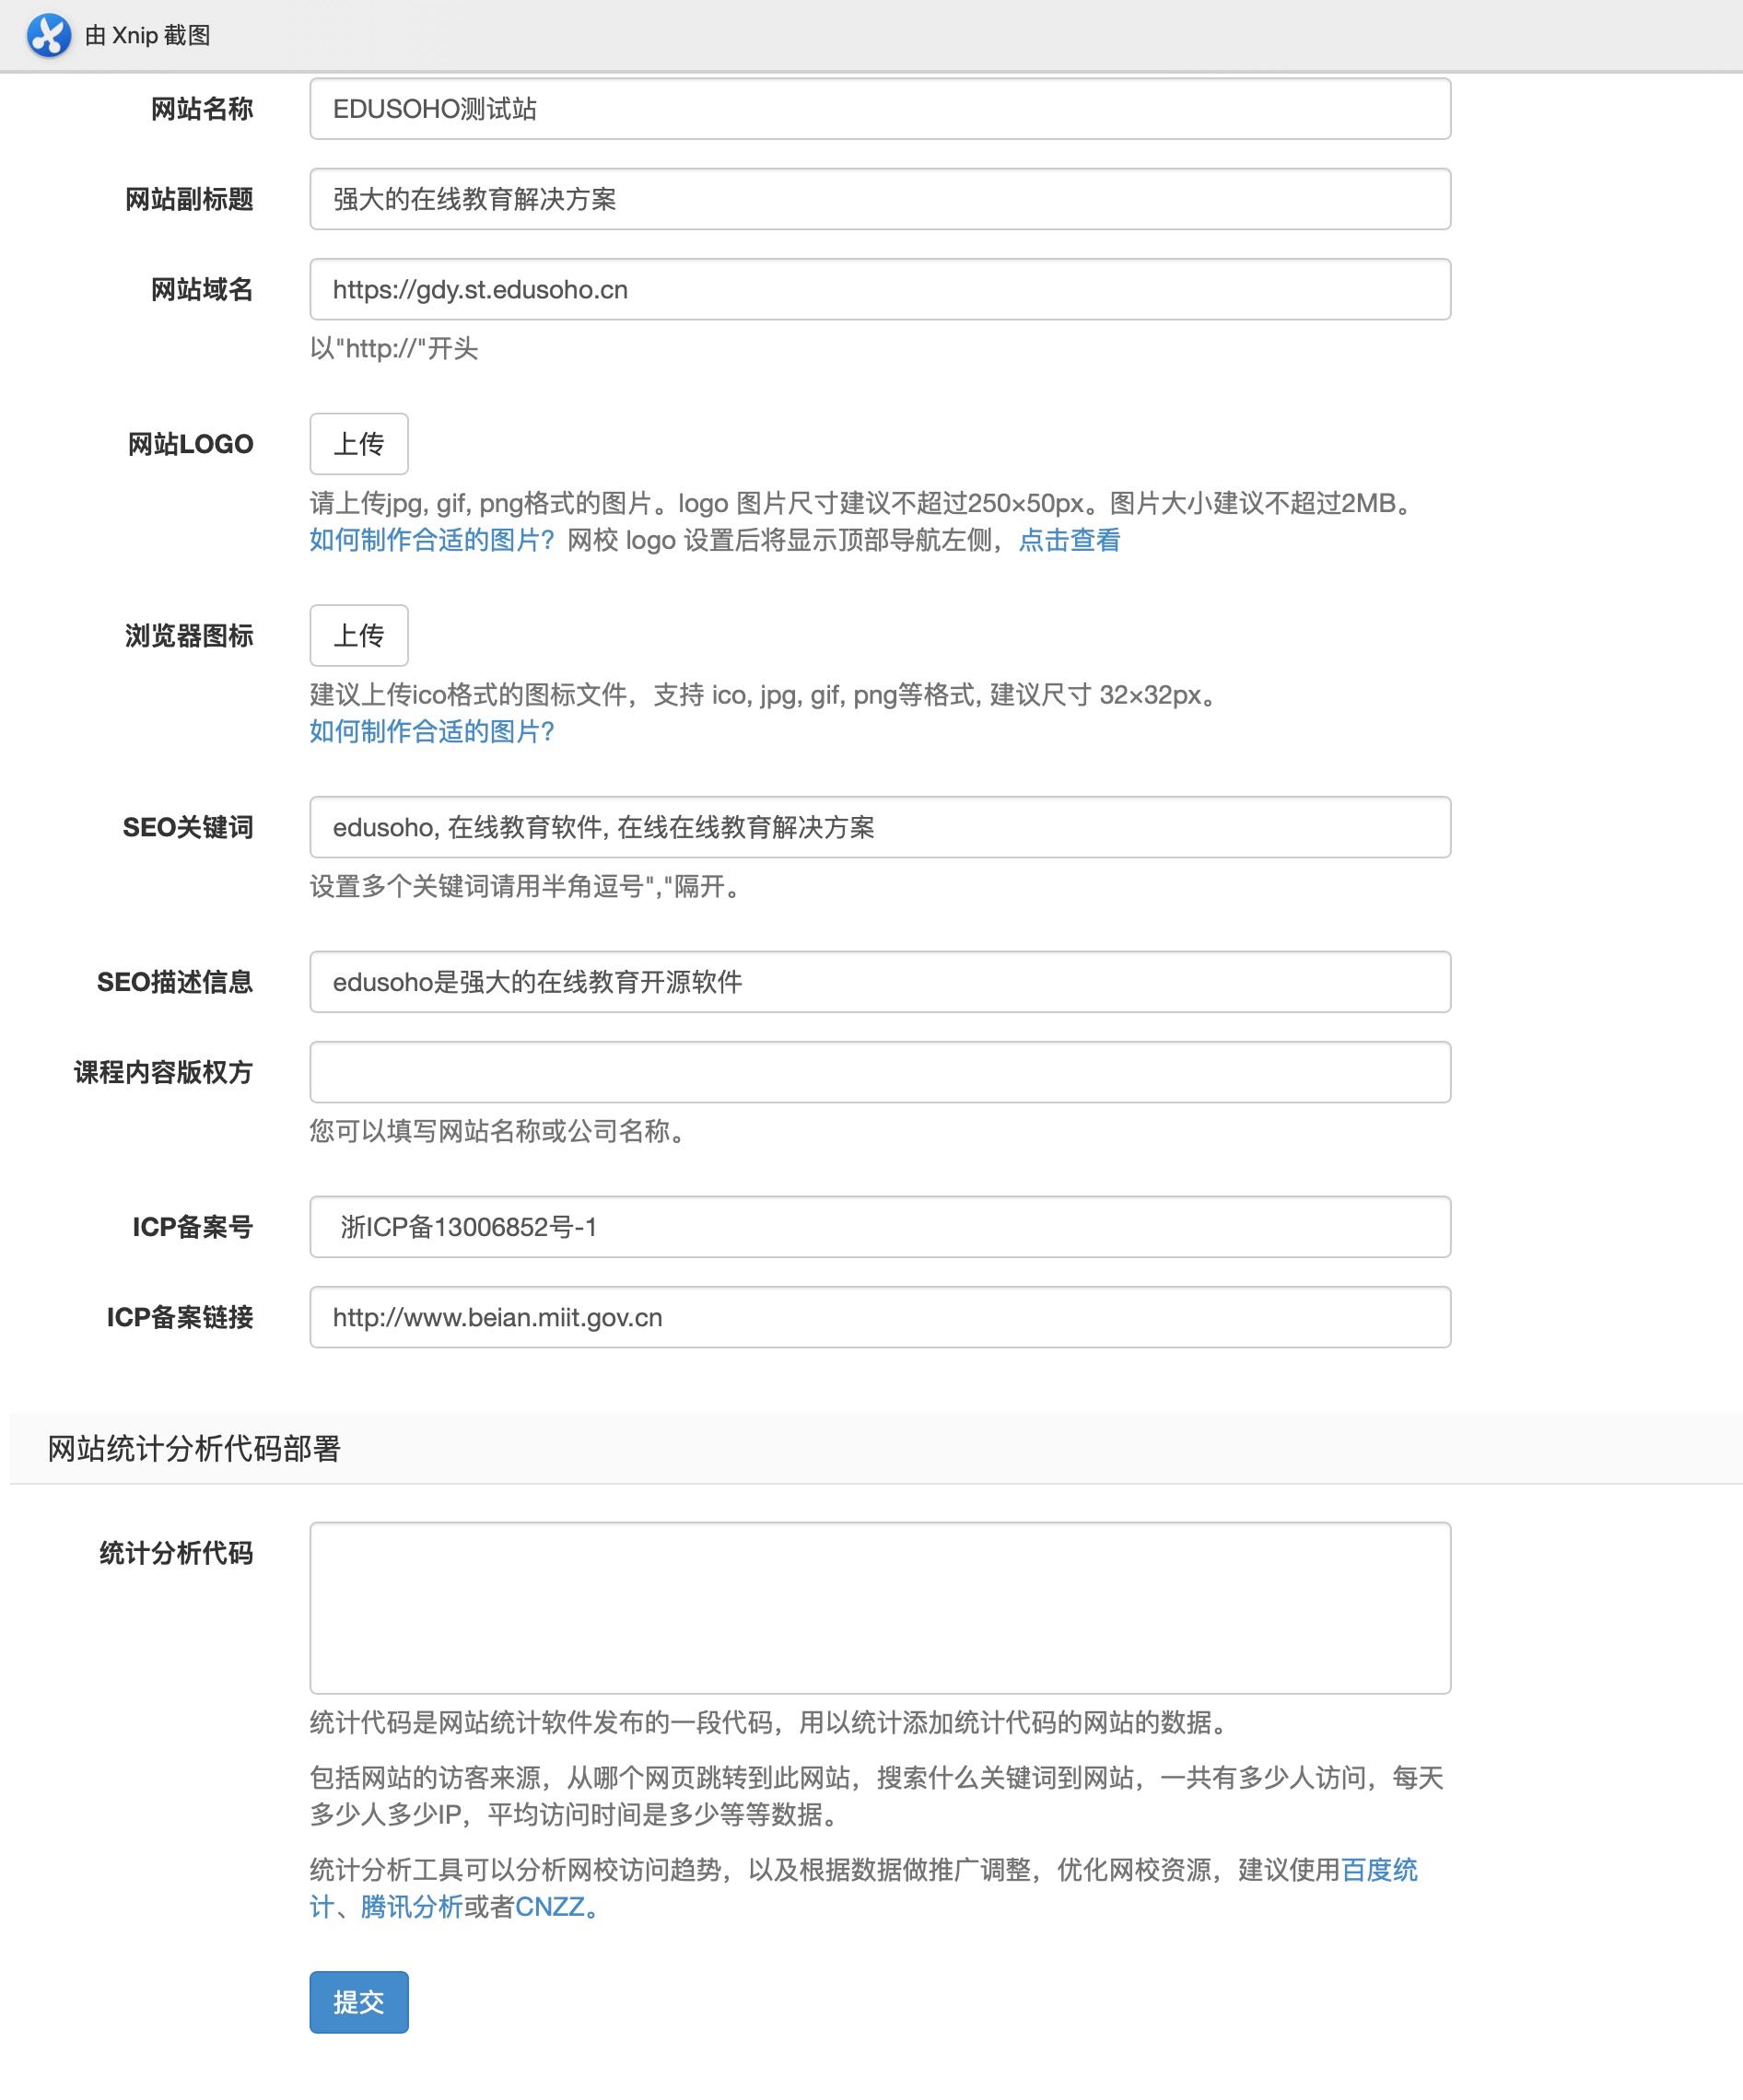 由 Xnip 截图
网站名称
EDUSOHO测试站
网站副标题
强大的在线教育解决方案
网站域名
https://gdy.st.edusoho.cn
以"http://"开头
网站LOGO
上传
请上传jpg, gif, png格式的图片。logo 图片尺寸建议不超过250×50px。图片大小建议不超过2MB。
如何制作合适的图片？网校 logo 设置后将显示顶部导航左侧，点击查看
浏览器图标
上传
建议上传ico格式的图标文件，支持 ico, jpg, gif, png等格式, 建议尺寸 32×32px。
如何制作合适的图片？
SEO关键词
edusoho, 在线教育软件, 在线在线教育解决方案
设置多个关键词请用半角逗号","隔开。
SEO描述信息
edusoho是强大的在线教育开源软件
课程内容版权方
您可以填写网站名称或公司名称。
ICP备案号
浙ICP备13006852号-1
ICP备案链接
http://www.beian.miit.gov.cn
网站统计分析代码部署
统计分析代码
统计代码是网站统计软件发布的一段代码，用以统计添加统计代码的网站的数据。
包括网站的访客来源，从哪个网页跳转到此网站，搜索什么关键词到网站，一共有多少人访问，每天
多少人多少IP，平均访问时间是多少等等数据。
统计分析工具可以分析网校访问趋势，以及根据数据做推广调整，优化网校资源，建议使用百度统
计、腾讯分析或者CNZZ。
提交